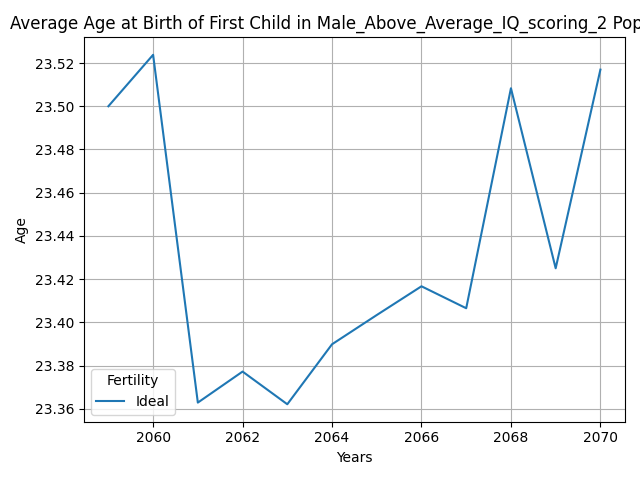 Average Age at Birth of First Child in Male_Above_Average_IQ_scoring_2 Pop
23.52
23.50
23.48
23.46
23.44
23.42
23.40
23.38
23.36
Age
Fertility
Ideal
2060 2062 2064 2066 2068 2070
Years